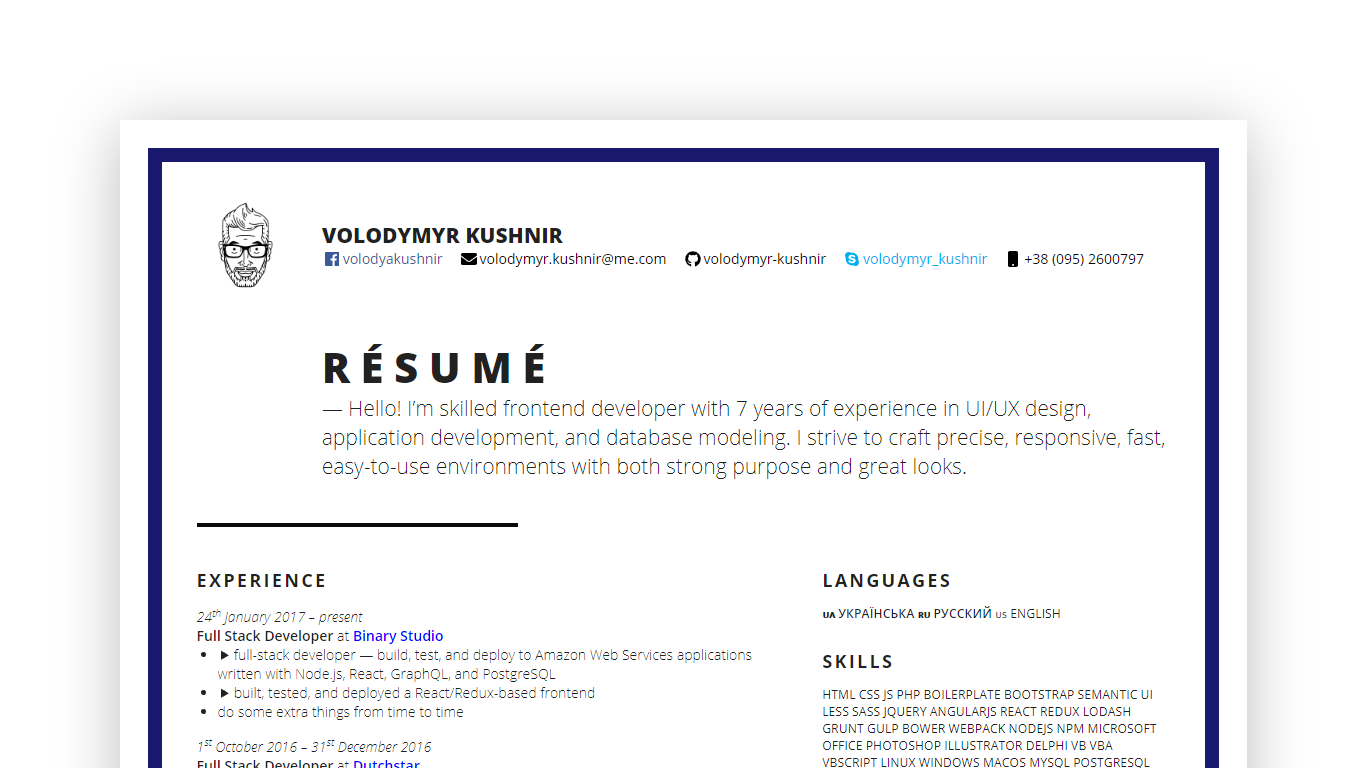 VOLODYMYR KUSHNIR
volodyakushnir volodymyr.kushnir@me.com volodymyr-kushnir volodymyr_kushnir +38 (095) 2600797
RÉSUMÉ
— Hello! I’m skilled frontend developer with 7 years of experience in UI/UX design,
application development, and database modeling. I strive to craft precise, responsive, fast,
easy-to-use environments with both strong purpose and great looks.
EXPERIENCE
24th January 2017 – present
Full Stack Developer at Binary Studio
• ▶ full-stack developer — build, test, and deploy to Amazon Web Services applications
written with Node.js, React, GraphQL, and PostgreSQL
• ▶ built, tested, and deployed a React/Redux-based frontend
• do some extra things from time to time
1st October 2016 – 31st December 2016
Full Stack Developer at Dutchstar
LANGUAGES
UA УКРАЇНСЬКА RU РУССКИЙ us ENGLISH
SKILLS
HTML CSS JS PHP BOILERPLATE BOOTSTRAP SEMANTIC UI
LESS SASS JQUERY ANGULARJS REACT REDUX LODASH
GRUNT GULP BOWER WEBPACK NODEJS NPM MICROSOFT
OFFICE PHOTOSHOP ILLUSTRATOR DELPHI VB VBA
VBSCRIPT LINUX WINDOWS MACOS MYSQL POSTGRESQL